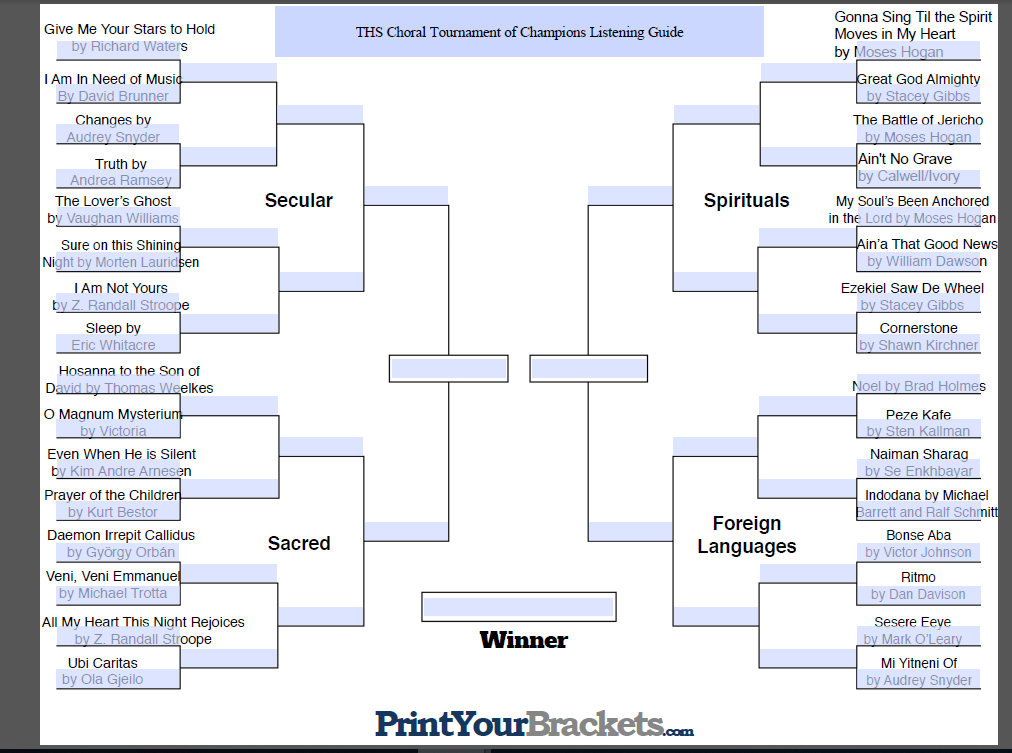 THS Choral Tournament of Champions Listening Guide
Give Me Your Stars to Hold
by Richard Waters
I Am In Need of Music
By David Brunner
Changes by
Audrey Snyder
Truth by
Andrea Ramsey
The Lover's Ghost
by Vaughan Williams
Sure on this Shining
Night by Morten Lauridsen
I Am Not Yours
by Z. Randall Stroope
Sleep by
Eric Whitacre
Secular
Hosanna to the Son of
David by Thomas Weelkes
O Magnum Mysterium
by Victoria
Even When He is Silent
by Kim Andre Arnesen
Prayer of the Children
by Kurt Bestor
Daemon Irrepit Callidus
by György Orbán
Veni, Veni Emmanuel
by Michael Trotta
All My Heart This Night Rejoices
by Z. Randall Stroope
Ubi Caritas
by Ola Gjeilo
Sacred
Gonna Sing Til the Spirit
Moves in My Heart
by Moses Hogan
Great God Almighty
by Stacey Gibbs
The Battle of Jericho
by Moses Hogan
Ain't No Grave
by Calwell/Ivory
My Soul's Been Anchored
in the Lord by Moses Hogan
Ain'a That Good News
by William Dawson
Ezekiel Saw De Wheel
by Stacey Gibbs
Cornerstone
by Shawn Kirchner
Spirituals
Noel by Brad Holmes
Peze Kafe
by Sten Kallman
Naiman Sharag
by Se Enkhbayar
Indodana by Michael
Barrett and Ralf Schmitt
Bonse Aba
by Victor Johnson
Ritmo
by Dan Davison
Sesere Eeye
by Mark O'Leary
Mi Yitneni Of
by Audrey Snyder
Foreign
Languages
Winner
PrintYourBrackets.com